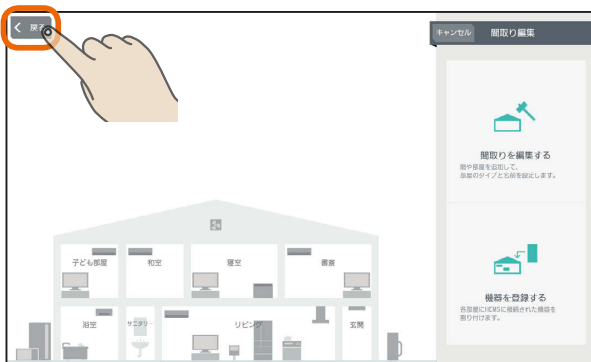 戻る
キャンセル
間取り編集
間取りを編集する
階や部屋を追加して、
部屋のタイプと名前を設定します。
子ども部屋
和室
寝室
書斎
機器を登録する
各部屋にHEMSに接続された機器を
割り付けます。
浴室
サニタリー
リビング
玄関